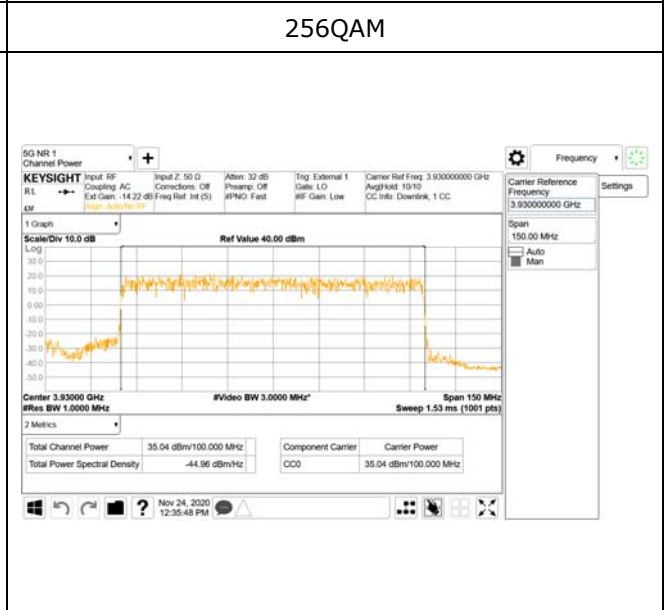 256QAM
5G NR 1
Channel Power
Frequency
KEYSIGHT Input: RF Input Z: 50 Ω Atten: 32 dB Trig: External 1 Carrier Ref Freq: 3.930000000 GHz
RL Coupling: AC Corrections: Off Preamp: Off Gate: LO Avg|Hold: 10/10
Ext Gain: -14.22 dB Freq Ref: Int (S) #PNO: Fast #IF Gain: Low CC Info: Downlink, 1 CC
Align: Auto/No RF
Carrier Reference Frequency
3.930000000 GHz
Settings
Span
150.00 MHz
Auto
Man
1 Graph
Scale/Div 10.0 dB Ref Value 40.00 dBm
Log
30.0
20.0
10.0
0.00
-10.0
-20.0
-30.0
-40.0
-50.0
Center 3.93000 GHz #Video BW 3.0000 MHz* Span 150 MHz
#Res BW 1.0000 MHz Sweep 1.53 ms (1001 pts)
2 Metrics
Total Channel Power 35.04 dBm/100.000 MHz Component Carrier Carrier Power
Total Power Spectral Density -44.96 dBm/Hz CC0 35.04 dBm/100.000 MHz
? Nov 24, 2020
12:35:48 PM